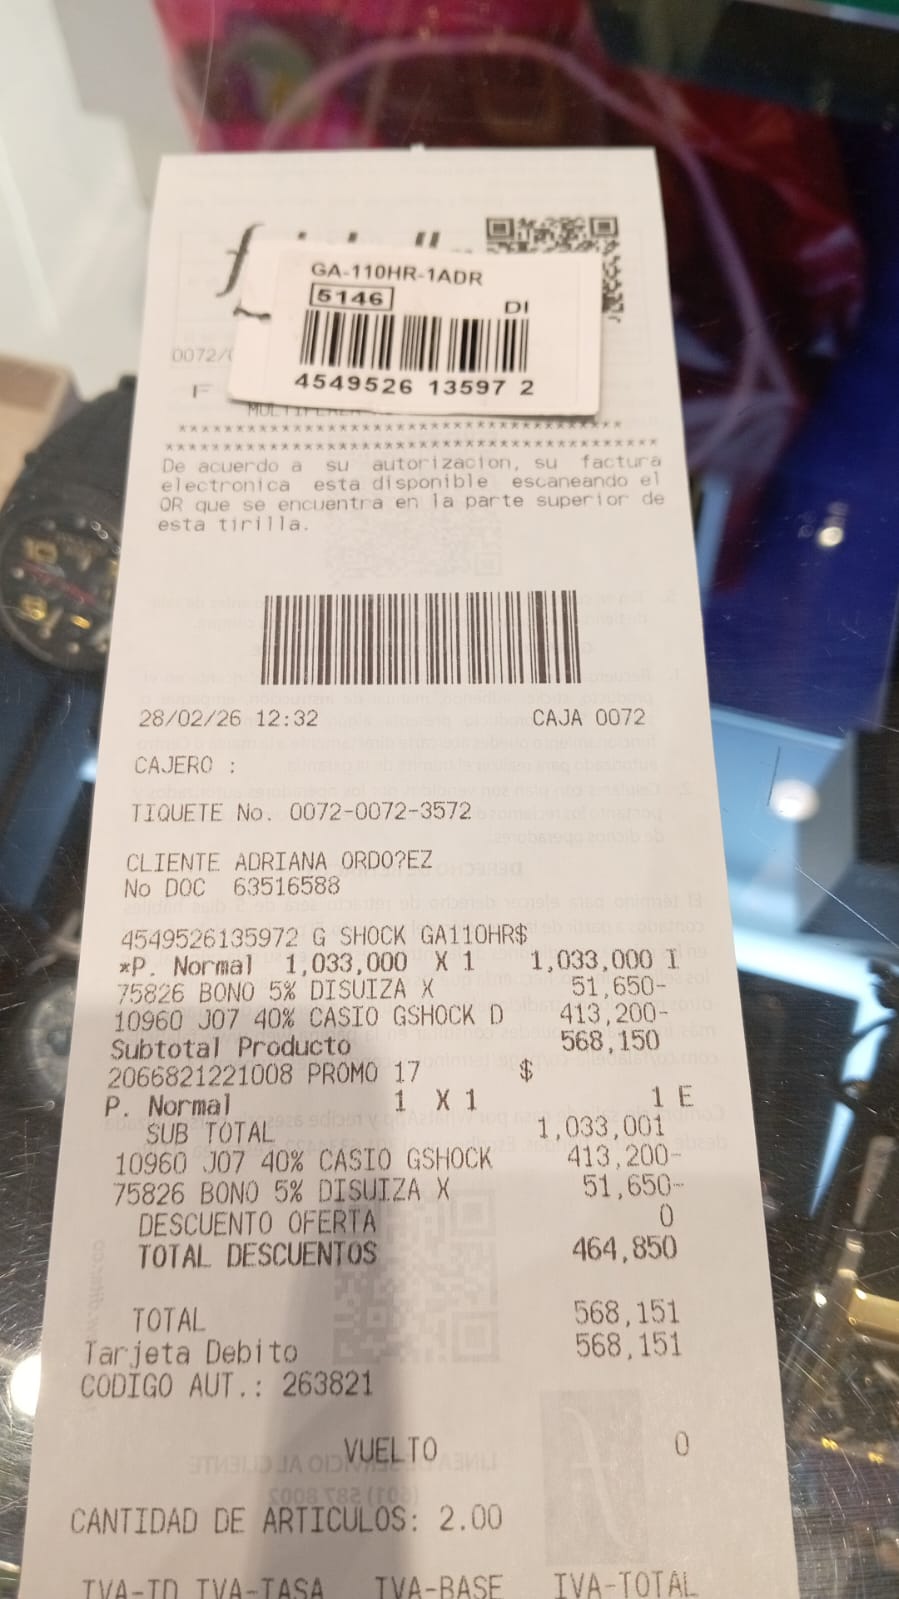 GA-110HR-1ADR
5146
DI
4549526 13597 2
0072/
F
*****************************************
*********************************************
De acuerdo a su autorizacion, su factura
electronica esta disponible escaneando el
QR que se encuentra en la parte superior de
esta tirilla.
28/02/26 12:32 CAJA 0072
CAJERO :
TIQUETE No. 0072-0072-3572
CLIENTE ADRIANA ORDO?EZ
No DOC 63516588
4549526135972 G SHOCK GA110HR$
*P. Normal 1,033,000 X 1 1,033,000 I
75826 BONO 5% DISUIZA X 51,650-
10960 J07 40% CASIO GSHOCK D 413,200-
Subtotal Producto 568,150
2066821221008 PROMO 17 $
P. Normal 1 X 1 1 E
SUB TOTAL 1,033,001
10960 J07 40% CASIO GSHOCK 413,200-
75826 BONO 5% DISUIZA X 51,650-
DESCUENTO OFERTA 0
TOTAL DESCUENTOS 464,850
TOTAL 568,151
Tarjeta Debito 568,151
CODIGO AUT.: 263821
VUELTO 0
CANTIDAD DE ARTICULOS: 2.00
IVA-ID IVA-TASA IVA-BASE IVA-TOTAL